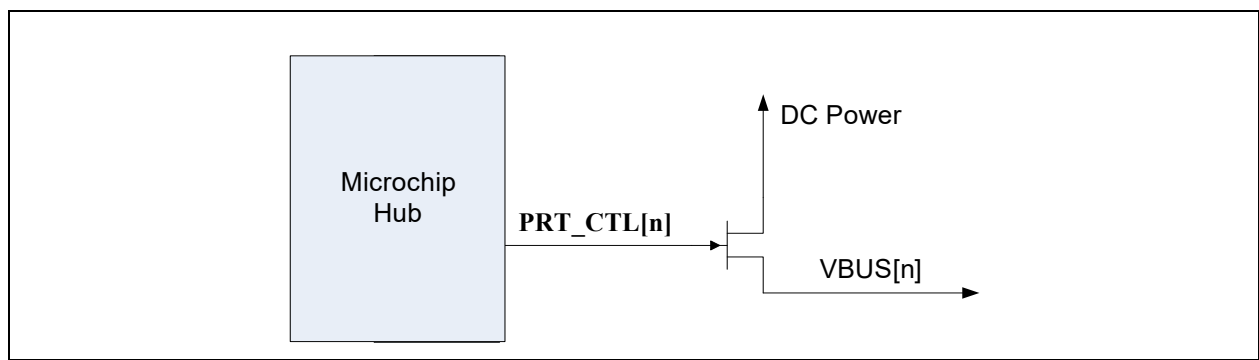 Microchip
Hub
PRT_CTL[n]
DC Power
VBUS[n]